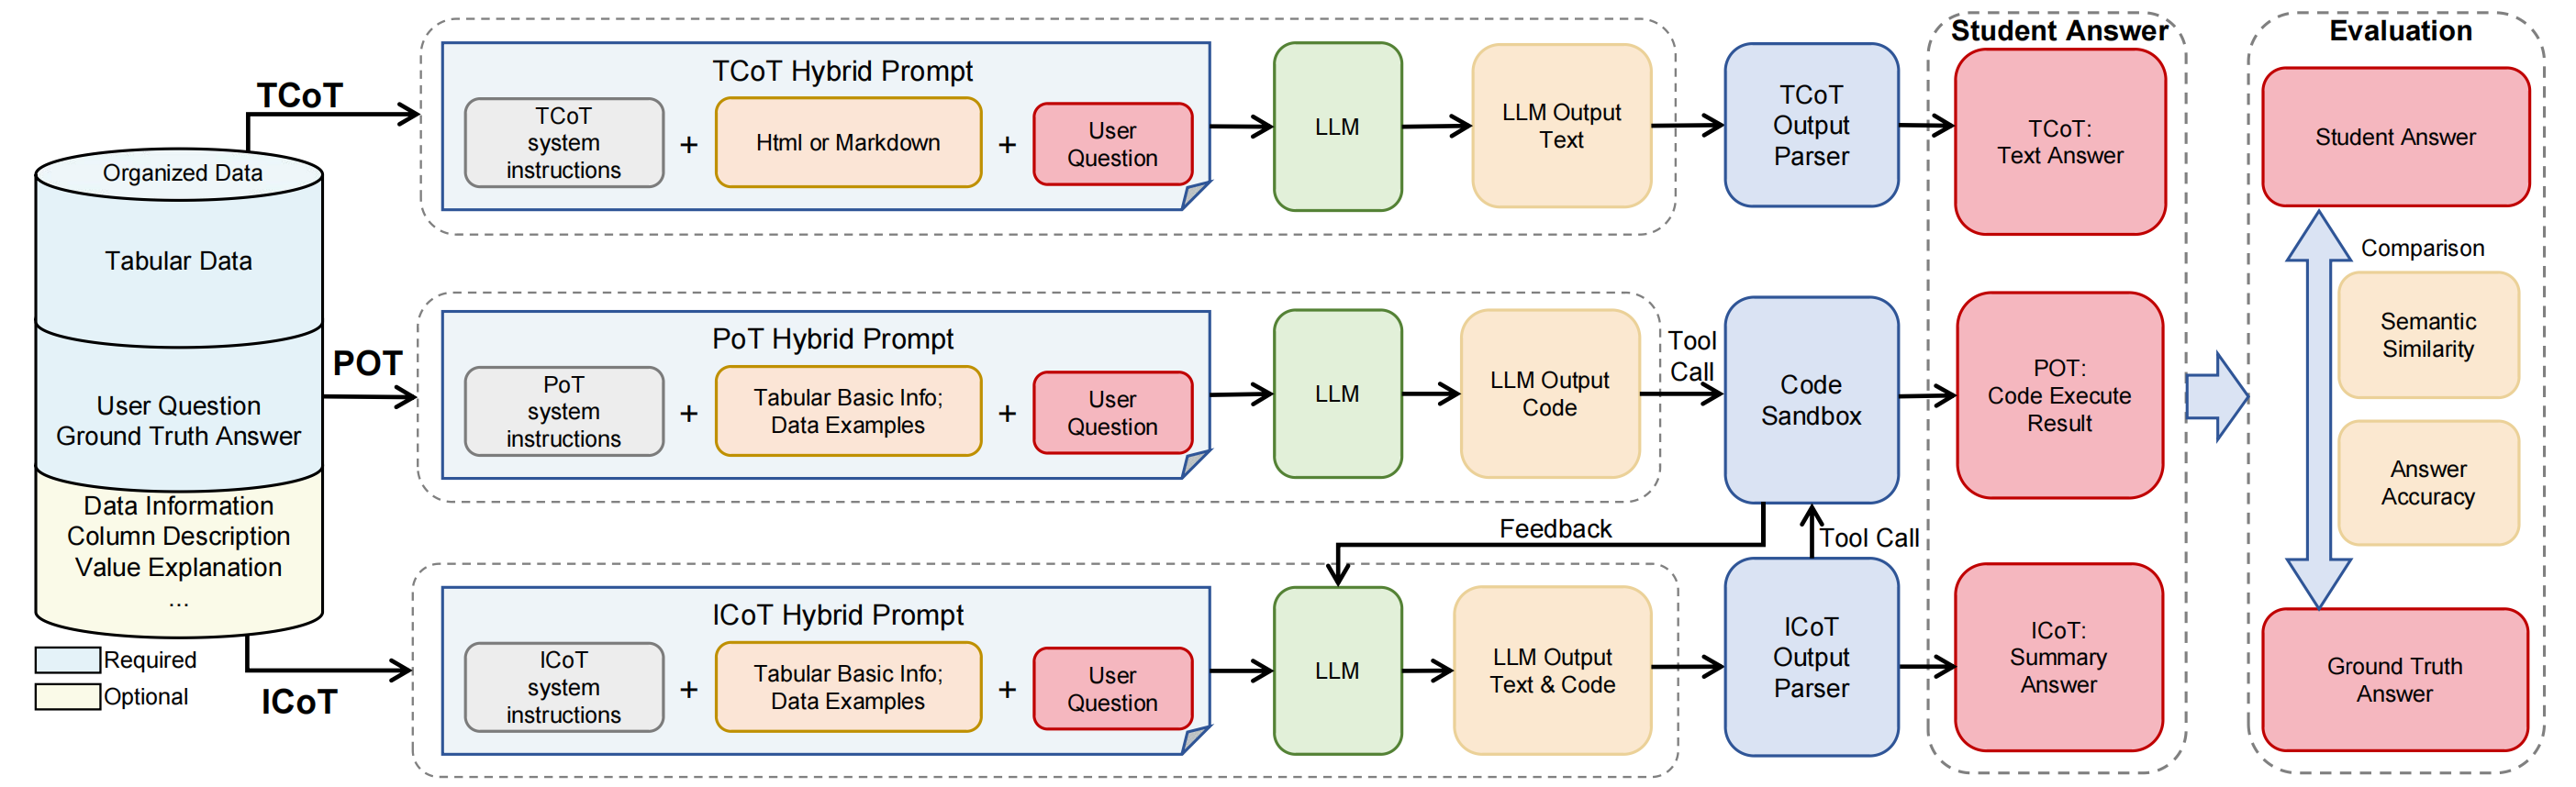 Organized Data
Tabular Data
User Question
Ground Truth Answer
Data Information
Column Description
Value Explanation
...
Required
Optional
TCoT
POT
ICoT
TCoT Hybrid Prompt
TCoT
system
instructions
+
Html or Markdown
+
User
Question
LLM
LLM Output
Text
TCoT
Output
Parser
PoT Hybrid Prompt
PoT
system
instructions
+
Tabular Basic Info;
Data Examples
+
User
Question
LLM
LLM Output
Code
Tool
Call
Code
Sandbox
Feedback
Tool Call
ICoT Hybrid Prompt
ICoT
system
instructions
+
Tabular Basic Info;
Data Examples
+
User
Question
LLM
LLM Output
Text & Code
ICoT
Output
Parser
Student Answer
TCoT:
Text Answer
POT:
Code Execute
Result
ICoT:
Summary
Answer
Evaluation
Student Answer
Comparison
Semantic
Similarity
Answer
Accuracy
Ground Truth
Answer